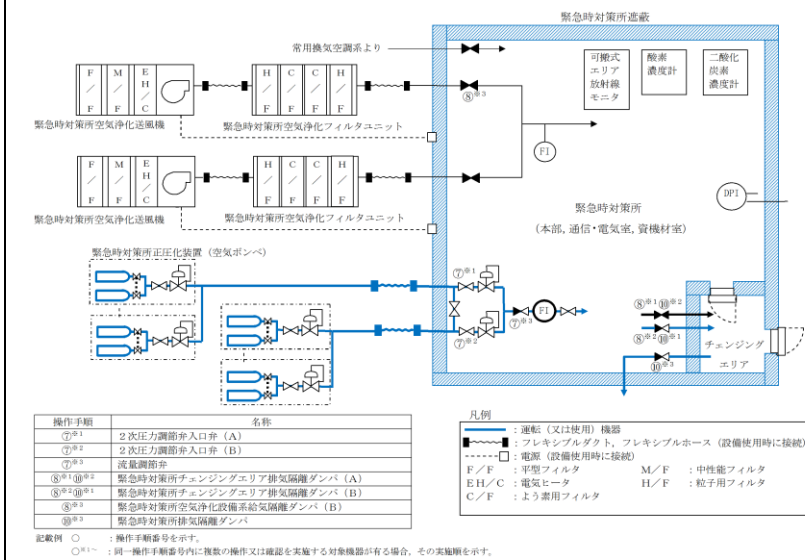 緊急時対策所遮蔽
常用換気空調系より
可搬式
エリア
放射線
モニタ
酸素
濃度計
二酸化
炭素
濃度計
F/F
M/F
EH/C
H/F
C/F
C/F
H/F
⑧※3
緊急時対策所空気浄化送風機
緊急時対策所空気浄化フィルタユニット
FI
F/F
M/F
EH/C
H/F
C/F
C/F
H/F
緊急時対策所空気浄化送風機
緊急時対策所空気浄化フィルタユニット
DPI
緊急時対策所
(本部, 通信・電気室, 資機材室)
緊急時対策所正圧化装置（空気ボンベ）
⑦※1
⑦※2
⑦※3
FI
⑧※1 ⑩※2
⑧※2 ⑩※1
⑩※3
チェンジング
エリア
操作手順 名称
⑦※1 2次圧力調節弁入口弁（A）
⑦※2 2次圧力調節弁入口弁（B）
⑦※3 流量調節弁
⑧※1⑩※2 緊急時対策所チェンジングエリア排気隔離ダンパ（A）
⑧※2⑩※1 緊急時対策所チェンジングエリア排気隔離ダンパ（B）
⑧※3 緊急時対策所空気浄化設備系給気隔離ダンパ（B）
⑩※3 緊急時対策所排気隔離ダンパ
凡例
：運転（又は使用）機器
：フレキシブルダクト, フレキシブルホース（設備使用時に接続）
：電源（設備使用時に接続）
F/F ：平型フィルタ M/F ：中性能フィルタ
EH/C ：電気ヒータ H/F ：粒子用フィルタ
C/F ：よう素用フィルタ
記載例 ○ ：操作手順番号を示す。
○※1～ ：同一操作手順番号内に複数の操作又は確認を実施する対象機器が有る場合, その実施順を示す。